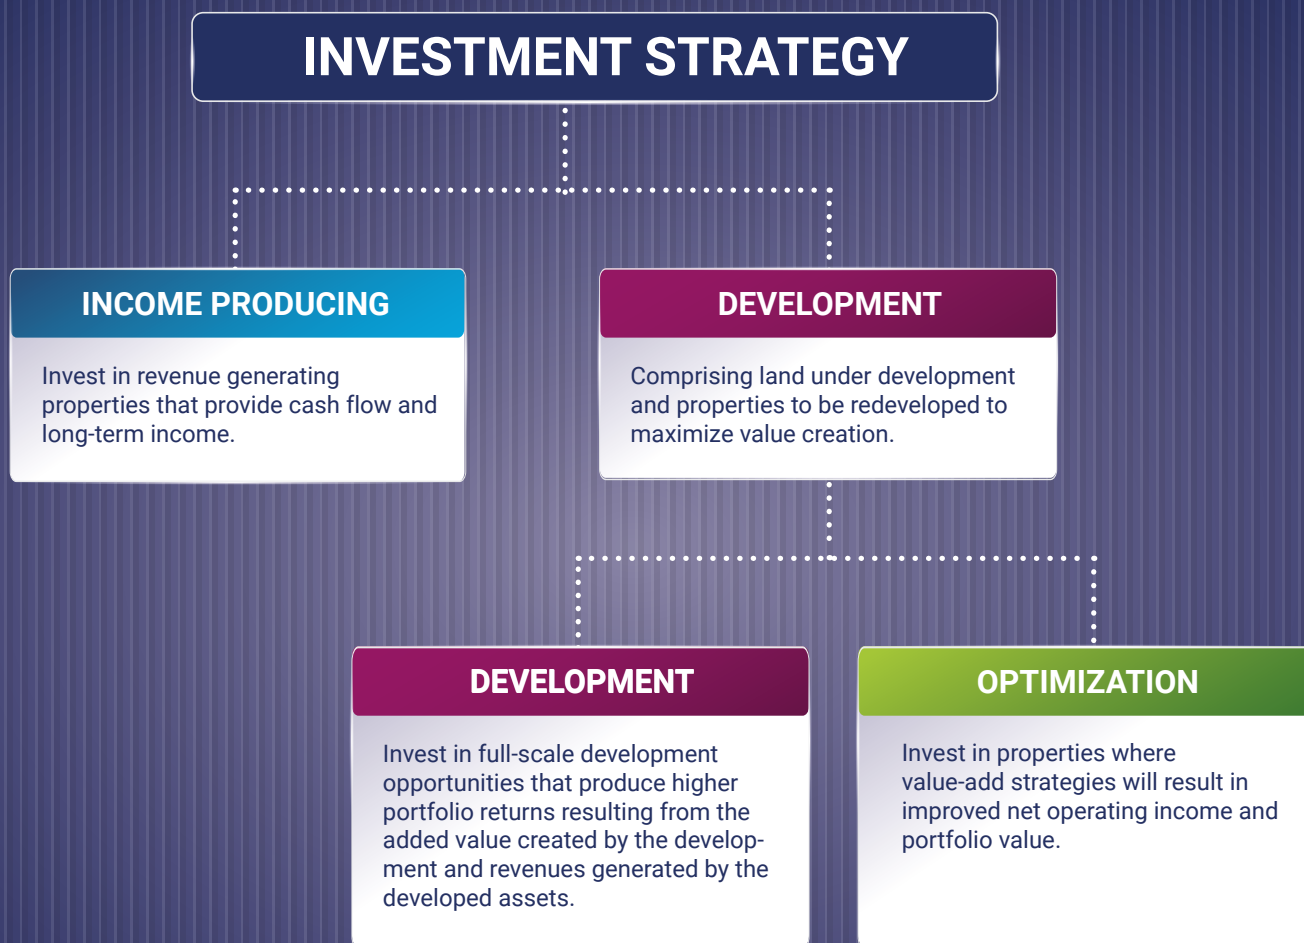 INVESTMENT STRATEGY
INCOME PRODUCING
Invest in revenue generating
properties that provide cash flow and
long-term income.
DEVELOPMENT
Comprising land under development
and properties to be redeveloped to
maximize value creation.
DEVELOPMENT
Invest in full-scale development
opportunities that produce higher
portfolio returns resulting from the
added value created by the develop-
ment and revenues generated by the
developed assets.
OPTIMIZATION
Invest in properties where
value-add strategies will result in
improved net operating income and
portfolio value.